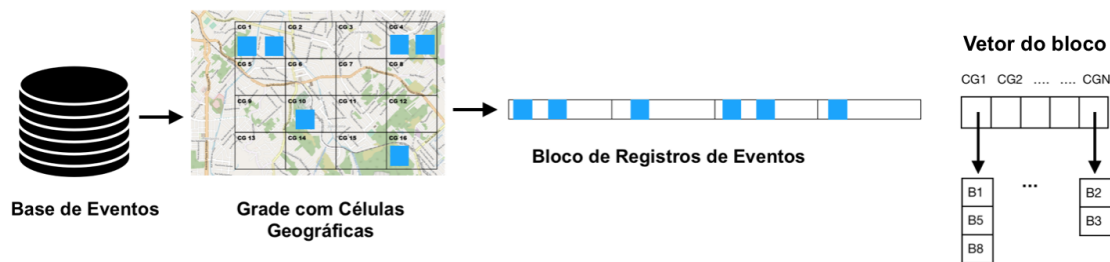 CG 1 CG 2 CG 3 CG 4
CG 5 CG 6 CG 7 CG 8
CG 9 CG 10 CG 11 CG 12
CG 13 CG 14 CG 15 CG 16
Base de Eventos
Grade com Células
Geográficas
Bloco de Registros de Eventos
Vetor do bloco
CG1 CG2 .... .... CGN
B1 ... B2
B5 B3
B8